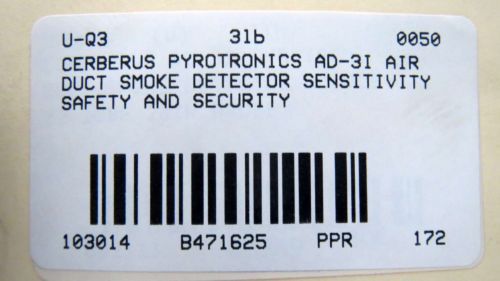 U-Q3 31b 0050
CERBERUS PYROTRONICS AD-3I AIR
DUCT SMOKE DETECTOR SENSITIVITY
SAFETY AND SECURITY
103014 B471625 PPR 172